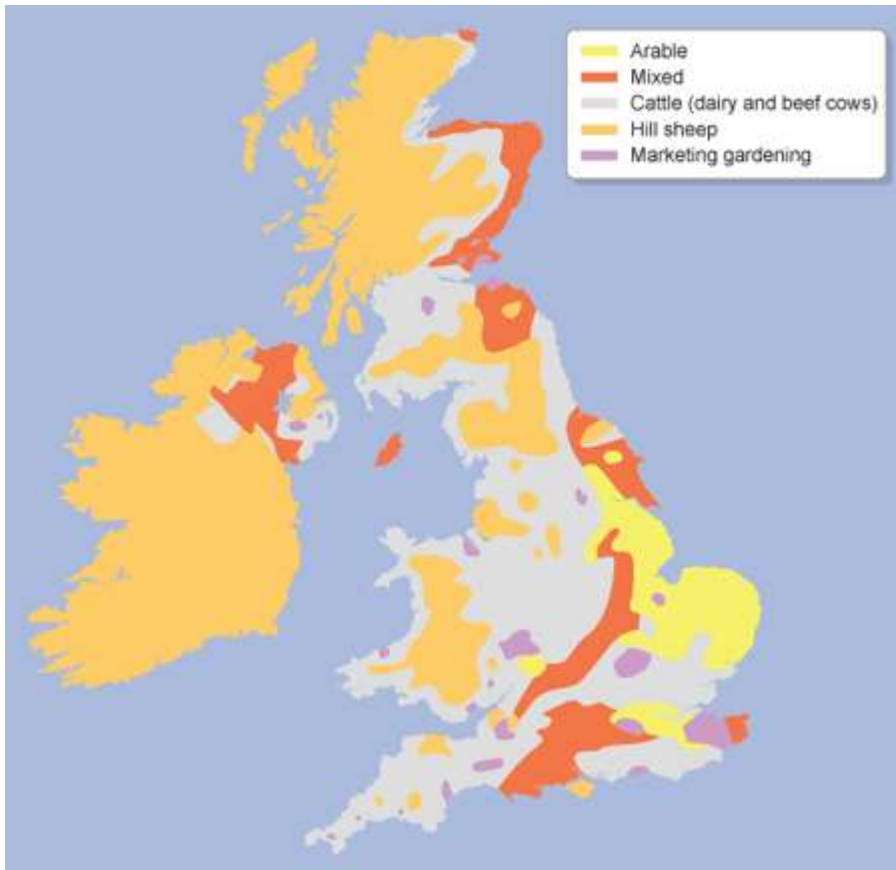 Arable
Mixed
Cattle (dairy and beef cows)
Hill sheep
Marketing gardening